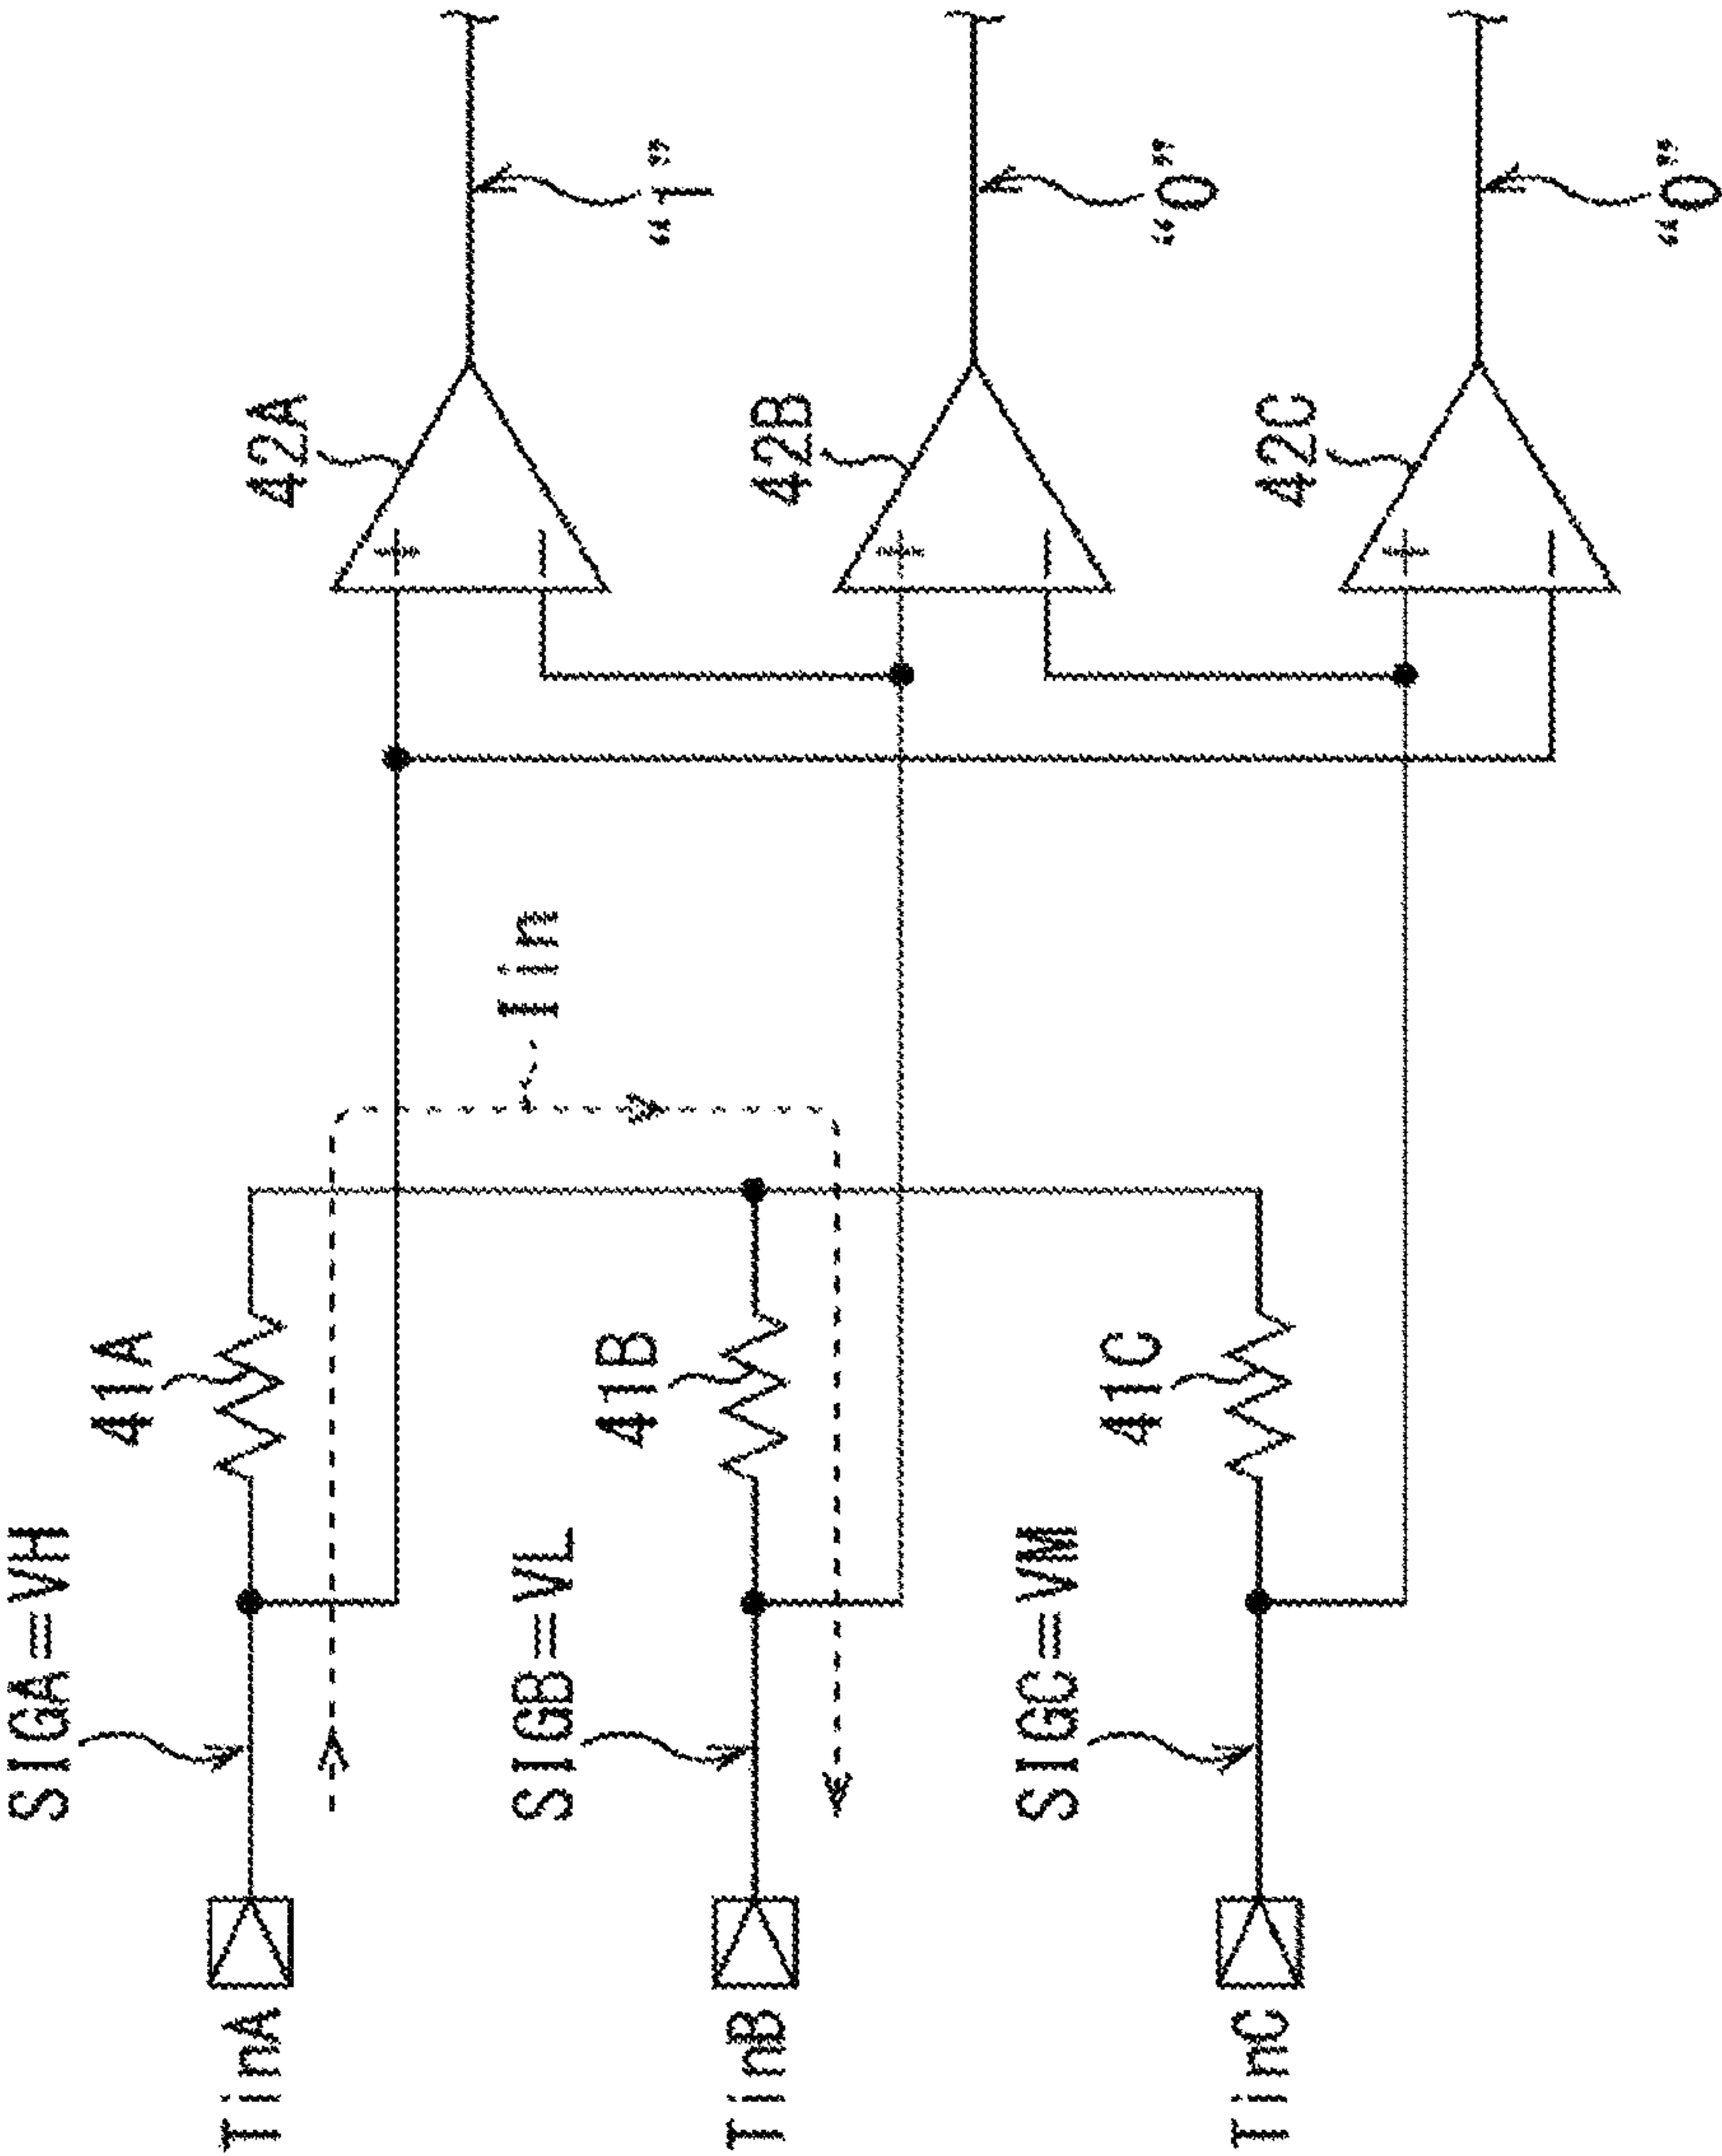 SIGA=VH
41A
42A
“1”
Iin
TinA
SIGB=VL
41B
42B
“0”
TinB
SIGC=VM
41C
42C
“0”
TinC
+
−
+
−
+
−